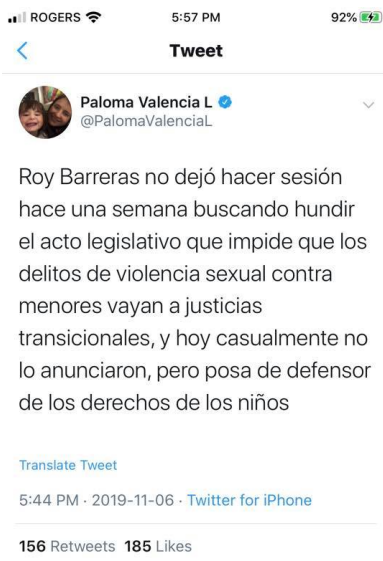 ROGERS 5:57 PM 92%
Tweet
Paloma Valencia L
@PalomaValenciaL
Roy Barreras no dejó hacer sesión
hace una semana buscando hundir
el acto legislativo que impide que los
delitos de violencia sexual contra
menores vayan a justicias
transicionales, y hoy casualmente no
lo anunciaron, pero posa de defensor
de los derechos de los niños
Translate Tweet
5:44 PM · 2019-11-06 · Twitter for iPhone
156 Retweets 185 Likes